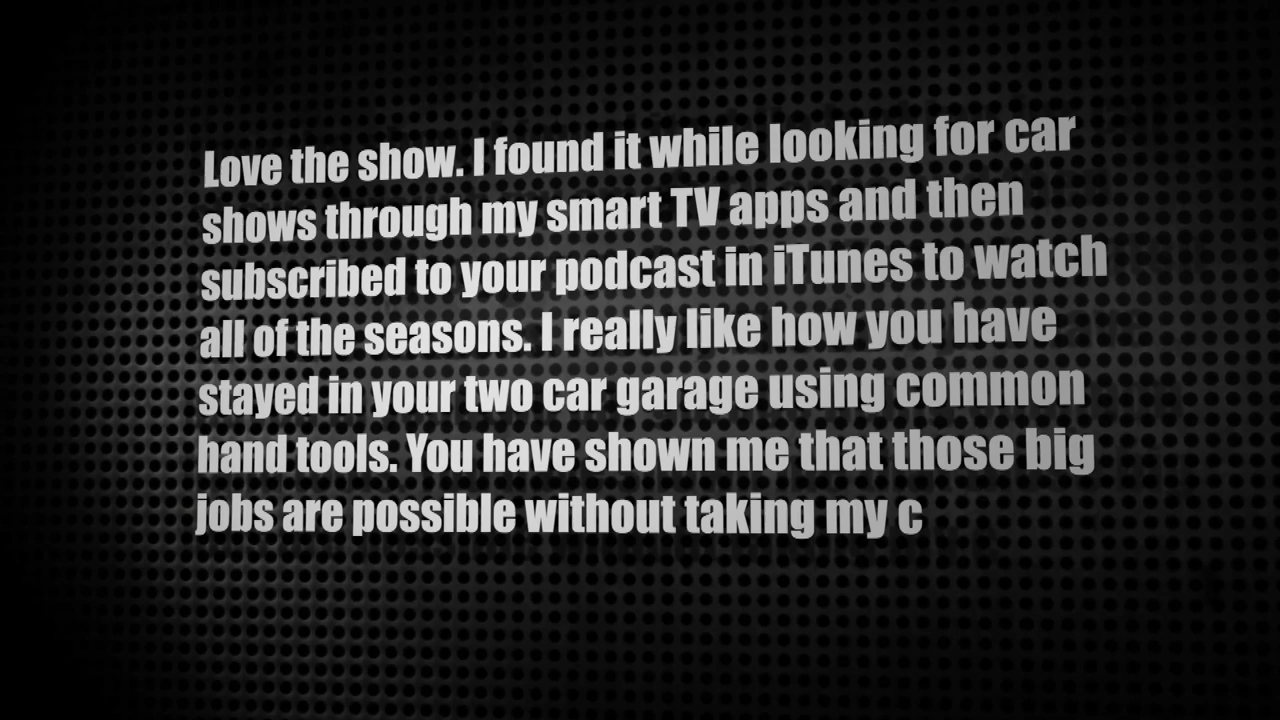 Love the show. I found it while looking for car
shows through my smart TV apps and then
subscribed to your podcast in iTunes to watch
all of the seasons. I really like how you have
stayed in your two car garage using common
hand tools. You have shown me that those big
jobs are possible without taking my c